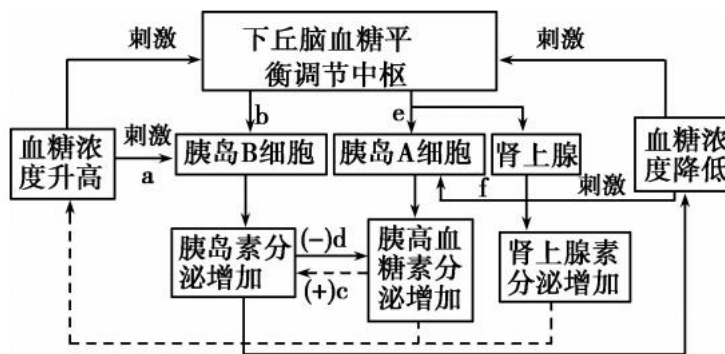 刺激
下丘脑血糖平
衡调节中枢
刺激
b
e
血糖浓
度升高
刺激
a
胰岛B细胞
胰岛A细胞
肾上腺
血糖浓
度降低
f
刺激
胰岛素分
泌增加
(−)d
(+)c
胰高血
糖素分
泌增加
肾上腺素
分泌增加